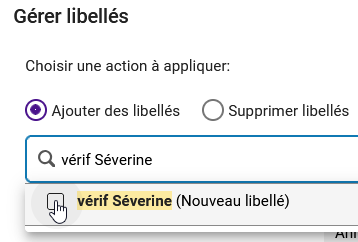 Gérer libellés
Choisir une action à appliquer:
Ajouter des libellés Supprimer libellés
vérif Séverine
vérif Séverine (Nouveau libellé)